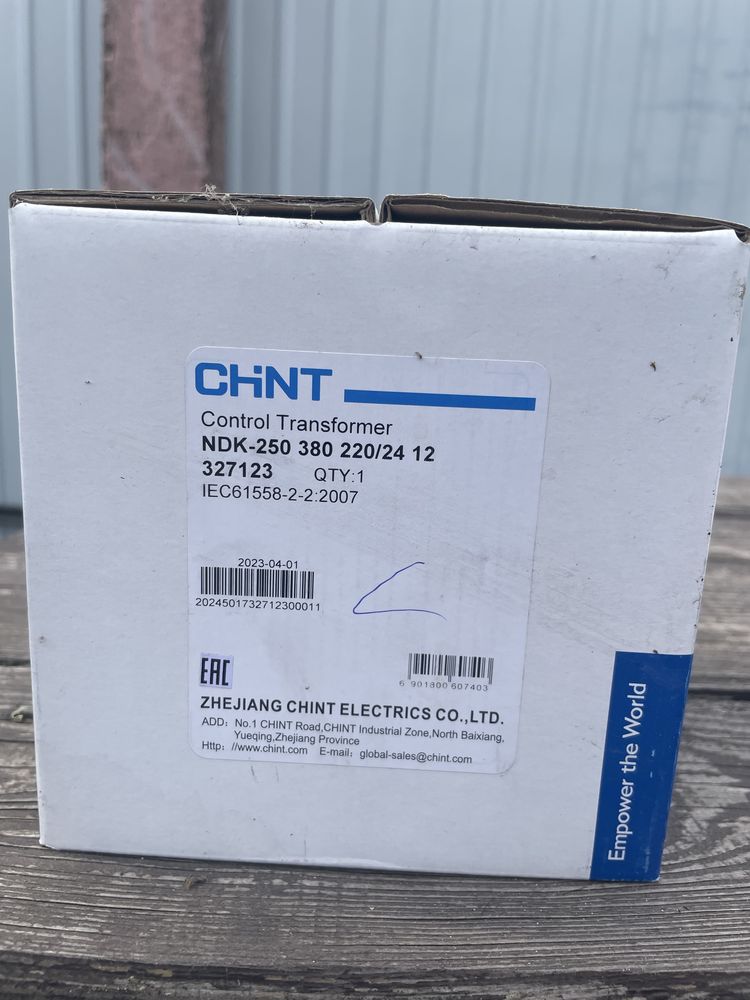 CHiNT
Control Transformer
NDK-250 380 220/24 12
327123 QTY:1
IEC61558-2-2:2007
2023-04-01
2024501732712300011
EAC
6 901800 607403
ZHEJIANG CHINT ELECTRICS CO.,LTD.
ADD: No.1 CHINT Road,CHINT Industrial Zone,North Baixiang,
Yueqing,Zhejiang Province
Http: //www.chint.com E-mail: global-sales@chint.com
Empower the World